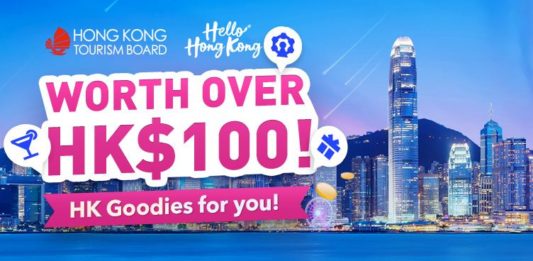 HONG KONG
TOURISM BOARD
Hello
Hong Kong
WORTH OVER
HK$100!
HK Goodies for you!